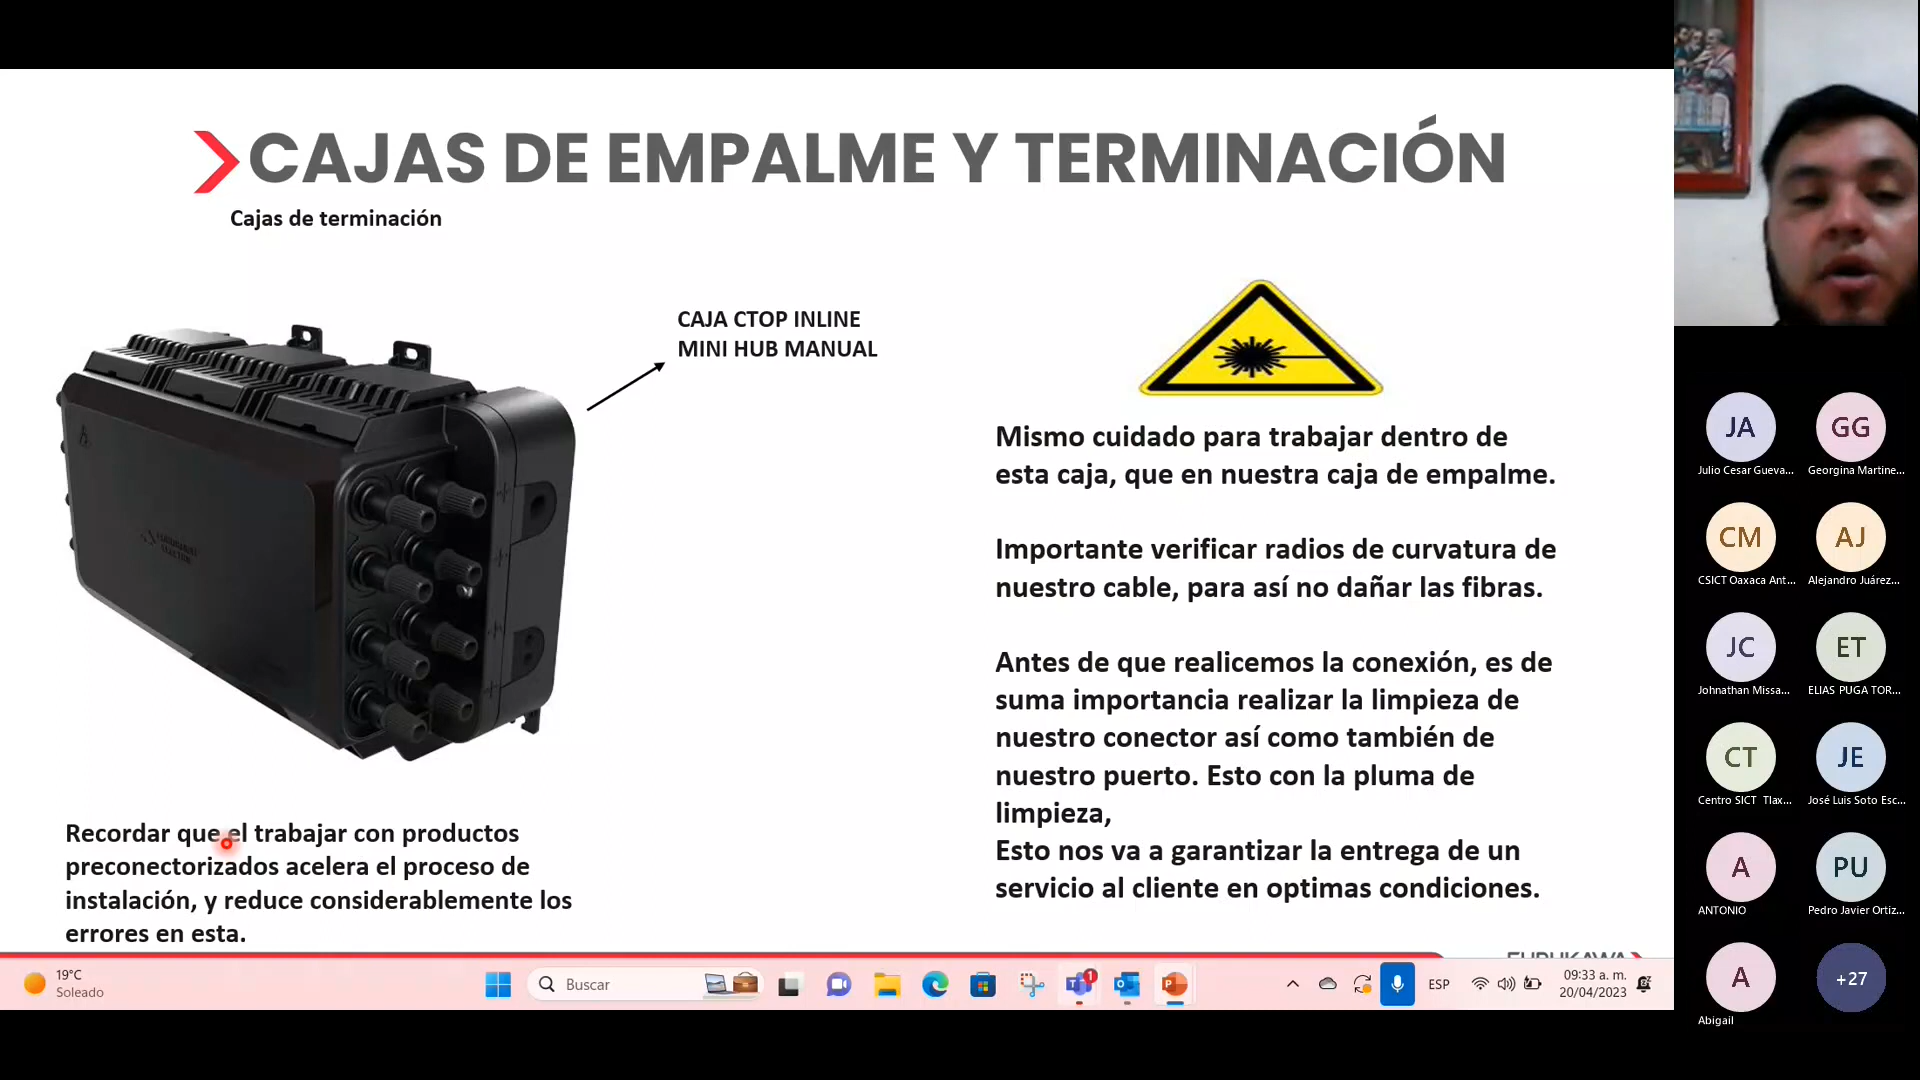 CAJAS DE EMPALME Y TERMINACIÓN
Cajas de terminación
CAJA CTOP INLINE
MINI HUB MANUAL
Mismo cuidado para trabajar dentro de
esta caja, que en nuestra caja de empalme.
Importante verificar radios de curvatura de
nuestro cable, para así no dañar las fibras.
Antes de que realicemos la conexión, es de
suma importancia realizar la limpieza de
nuestro conector así como también de
nuestro puerto. Esto con la pluma de
limpieza,
Esto nos va a garantizar la entrega de un
servicio al cliente en optimas condiciones.
Recordar que el trabajar con productos
preconectorizados acelera el proceso de
instalación, y reduce considerablemente los
errores en esta.
FURUKAWA
19°C
Soleado
Buscar
1
ESP
09:33 a. m.
20/04/2023
JA
Julio Cesar Gueva...
GG
Georgina Martine...
CM
CSICT Oaxaca Ant...
AJ
Alejandro Juárez...
JC
Johnathan Missa...
ET
ELIAS PUGA TOR...
CT
Centro SICT Tlax...
JE
José Luis Soto Esc...
A
ANTONIO
PU
Pedro Javier Ortiz...
A
Abigail
+27